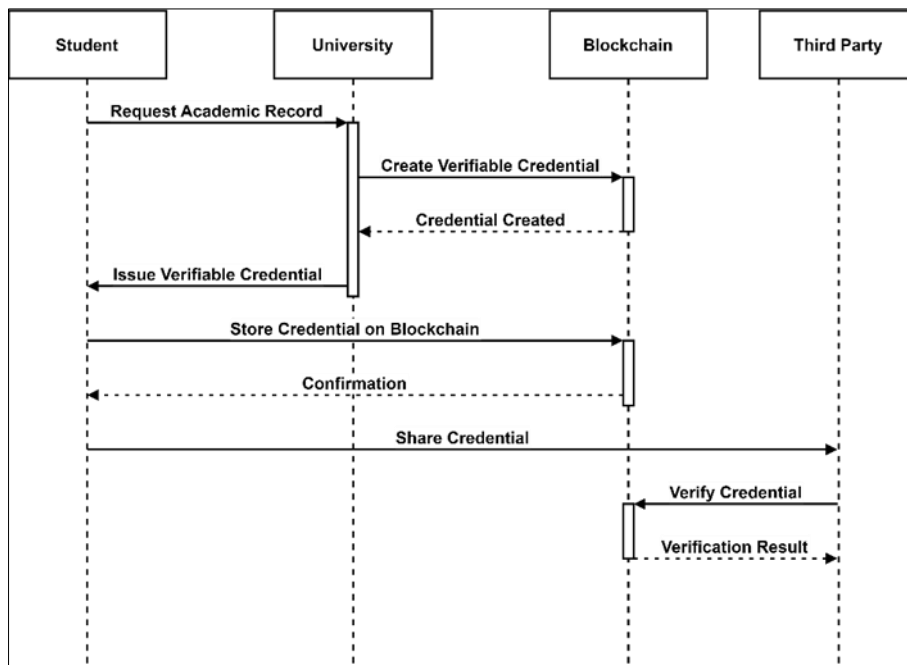 Student
University
Blockchain
Third Party
Request Academic Record
Create Verifiable Credential
Credential Created
Issue Verifiable Credential
Store Credential on Blockchain
Confirmation
Share Credential
Verify Credential
Verification Result